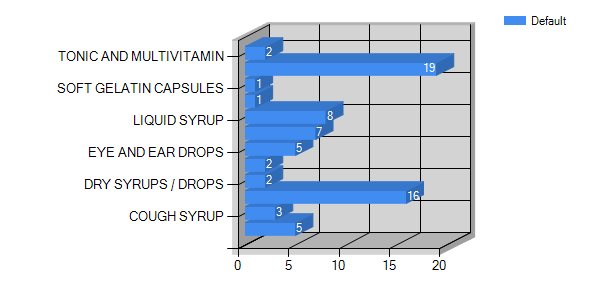 Default
TONIC AND MULTIVITAMIN
2
19
SOFT GELATIN CAPSULES
1
1
LIQUID SYRUP
8
7
EYE AND EAR DROPS
5
2
DRY SYRUPS / DROPS
2
16
COUGH SYRUP
3
5
0 5 10 15 20